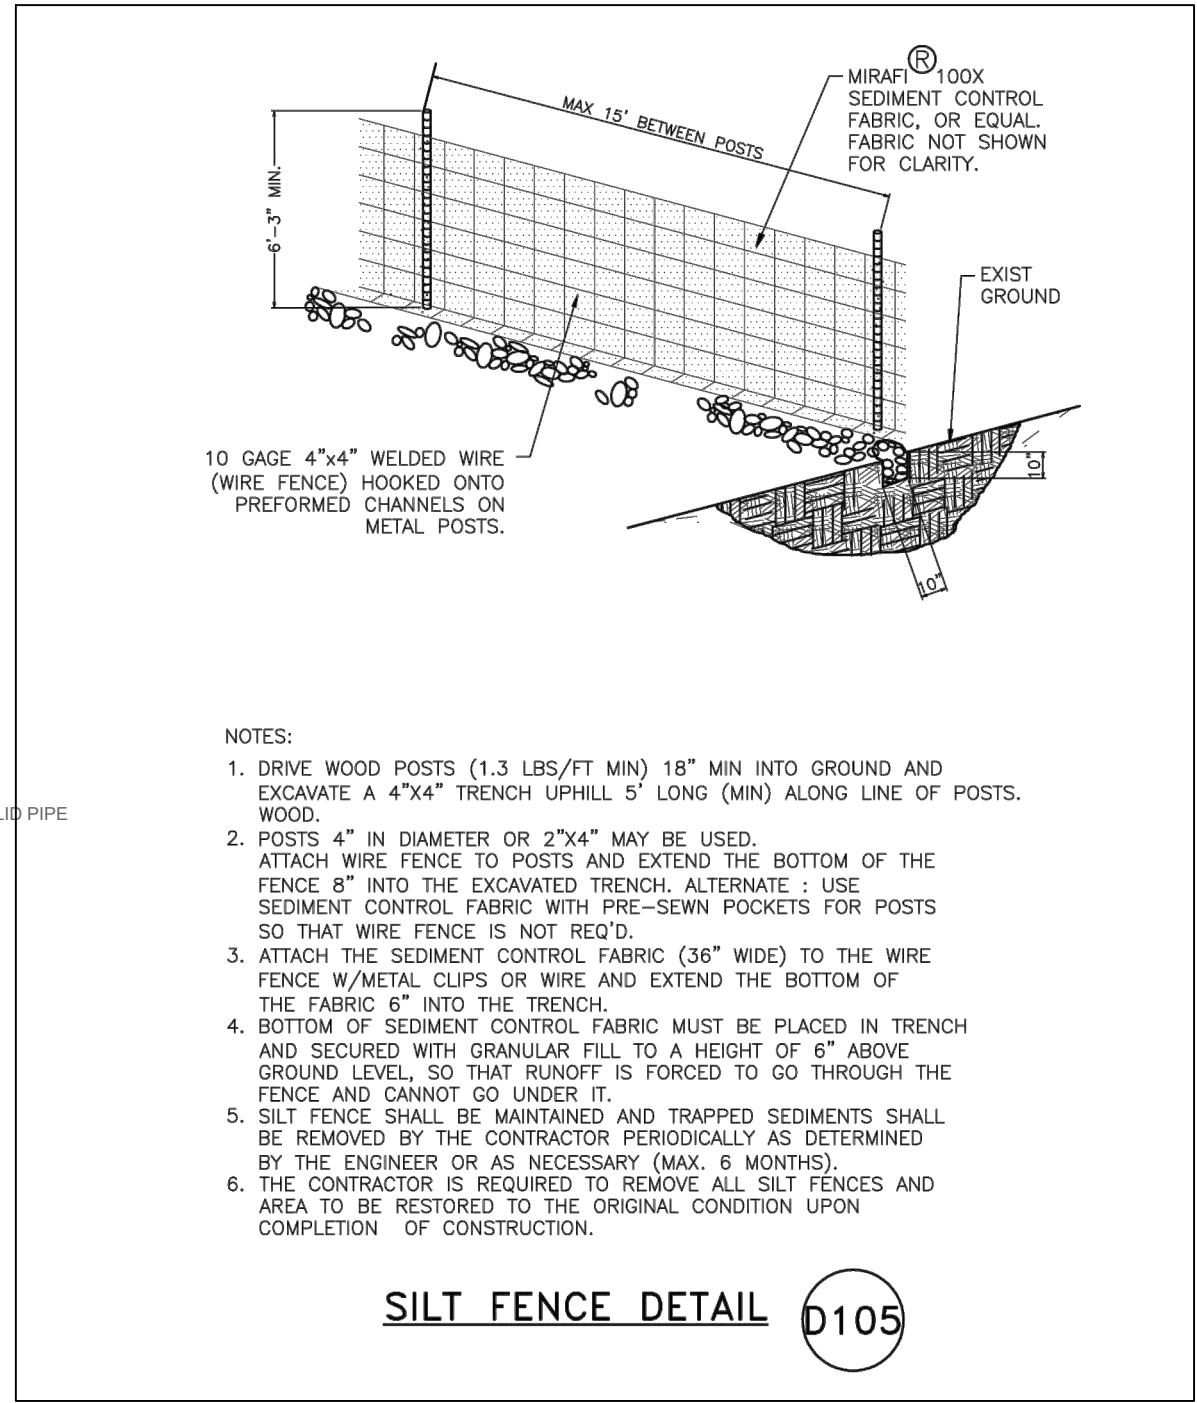 MIRAFI® 100X
SEDIMENT CONTROL
FABRIC, OR EQUAL.
FABRIC NOT SHOWN
FOR CLARITY.
MAX 15' BETWEEN POSTS
6'-3" MIN.
EXIST
GROUND
10"
10"
10 GAGE 4"x4" WELDED WIRE
(WIRE FENCE) HOOKED ONTO
PREFORMED CHANNELS ON
METAL POSTS.
NOTES:
1. DRIVE WOOD POSTS (1.3 LBS/FT MIN) 18" MIN INTO GROUND AND
EXCAVATE A 4"X4" TRENCH UPHILL 5' LONG (MIN) ALONG LINE OF POSTS.
WOOD.
LID PIPE
2. POSTS 4" IN DIAMETER OR 2"X4" MAY BE USED.
ATTACH WIRE FENCE TO POSTS AND EXTEND THE BOTTOM OF THE
FENCE 8" INTO THE EXCAVATED TRENCH. ALTERNATE : USE
SEDIMENT CONTROL FABRIC WITH PRE-SEWN POCKETS FOR POSTS
SO THAT WIRE FENCE IS NOT REQ'D.
3. ATTACH THE SEDIMENT CONTROL FABRIC (36" WIDE) TO THE WIRE
FENCE W/METAL CLIPS OR WIRE AND EXTEND THE BOTTOM OF
THE FABRIC 6" INTO THE TRENCH.
4. BOTTOM OF SEDIMENT CONTROL FABRIC MUST BE PLACED IN TRENCH
AND SECURED WITH GRANULAR FILL TO A HEIGHT OF 6" ABOVE
GROUND LEVEL, SO THAT RUNOFF IS FORCED TO GO THROUGH THE
FENCE AND CANNOT GO UNDER IT.
5. SILT FENCE SHALL BE MAINTAINED AND TRAPPED SEDIMENTS SHALL
BE REMOVED BY THE CONTRACTOR PERIODICALLY AS DETERMINED
BY THE ENGINEER OR AS NECESSARY (MAX. 6 MONTHS).
6. THE CONTRACTOR IS REQUIRED TO REMOVE ALL SILT FENCES AND
AREA TO BE RESTORED TO THE ORIGINAL CONDITION UPON
COMPLETION OF CONSTRUCTION.
SILT FENCE DETAIL
D105